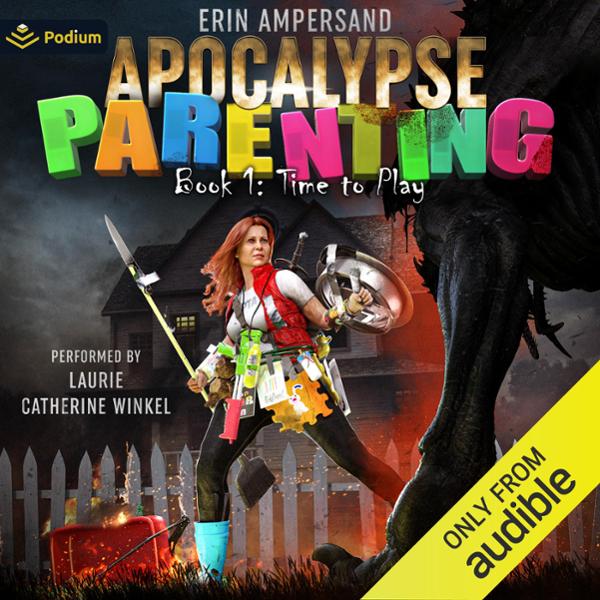 Podium
ERIN AMPERSAND
APOCALYPSE
PARENTING
Book 1: Time to Play
PERFORMED BY
LAURIE
CATHERINE WINKEL
ONLY FROM
audible